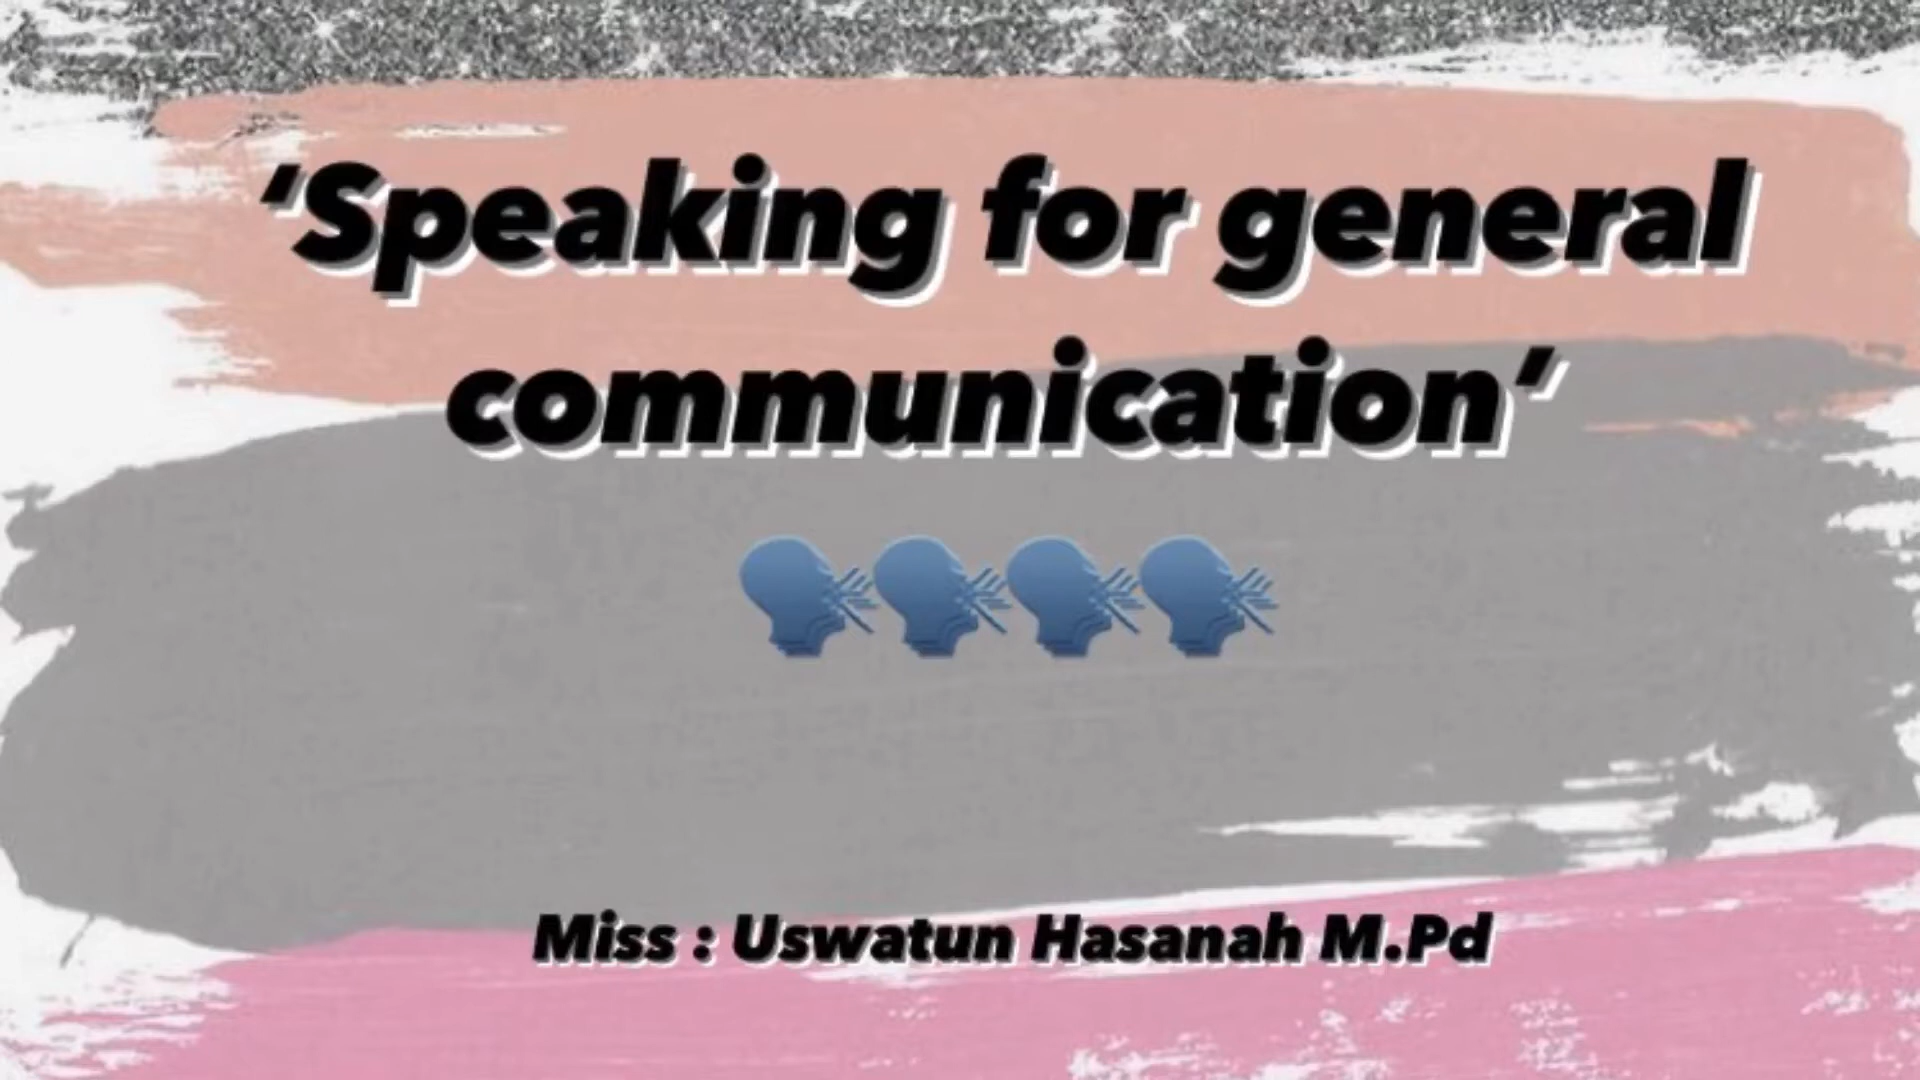 ‘Speaking for general
communication’
Miss : Uswatun Hasanah M.Pd